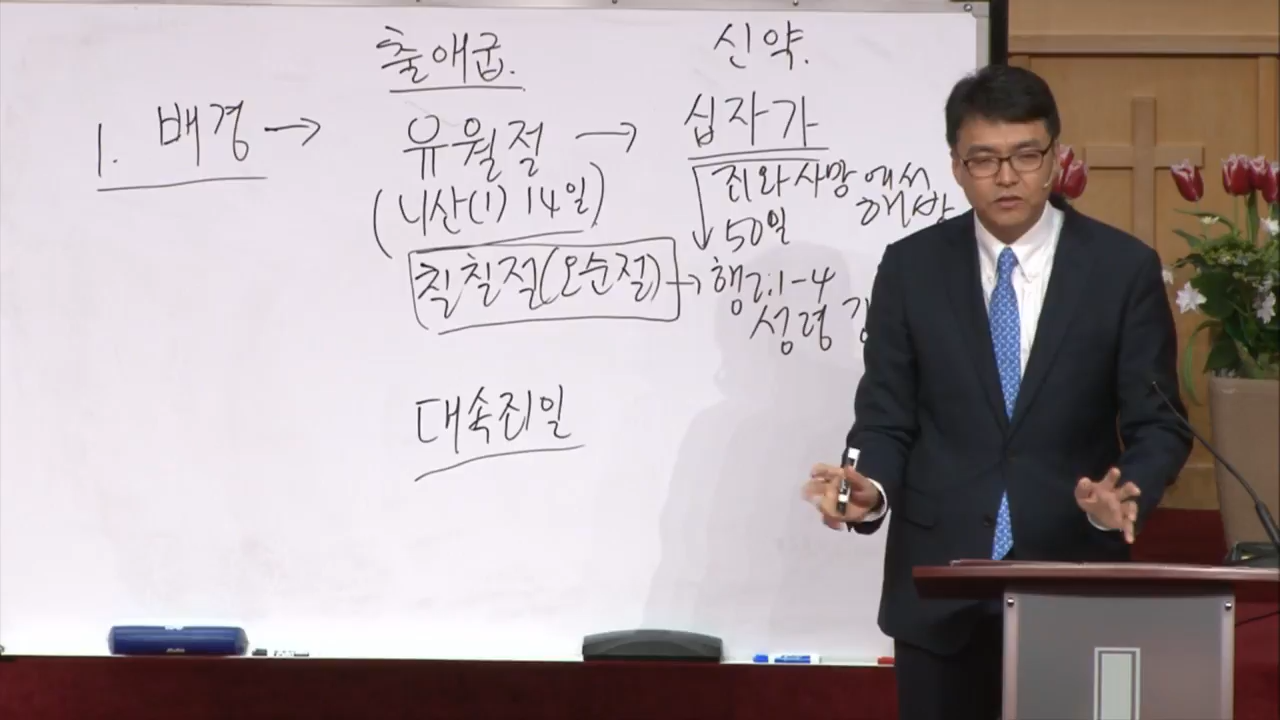 출애굽.
신약.
1. 배경 → 유월절 → 십자가
(니산(1) 14일)
죄와 사망에서
해방
50일
칠칠절(오순절) → 행2:1-4
성령
대속죄일